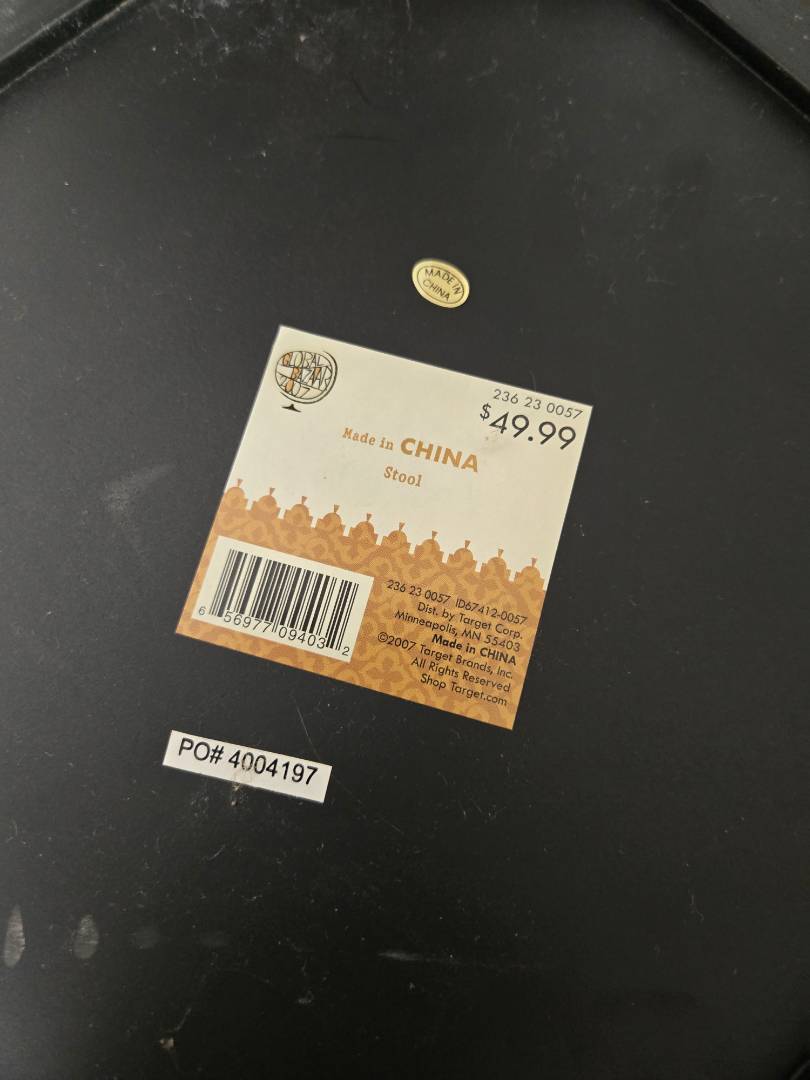 MADE IN
CHINA
GLOBAL
BAZAAR
2007
236 23 0057
$49.99
Made in CHINA
Stool
236 23 0057 ID67412-0057
Dist. by Target Corp.
Minneapolis, MN 55403
Made in CHINA
©2007 Target Brands, Inc.
All Rights Reserved
Shop Target.com
6 56977 09403 2
PO# 4004197